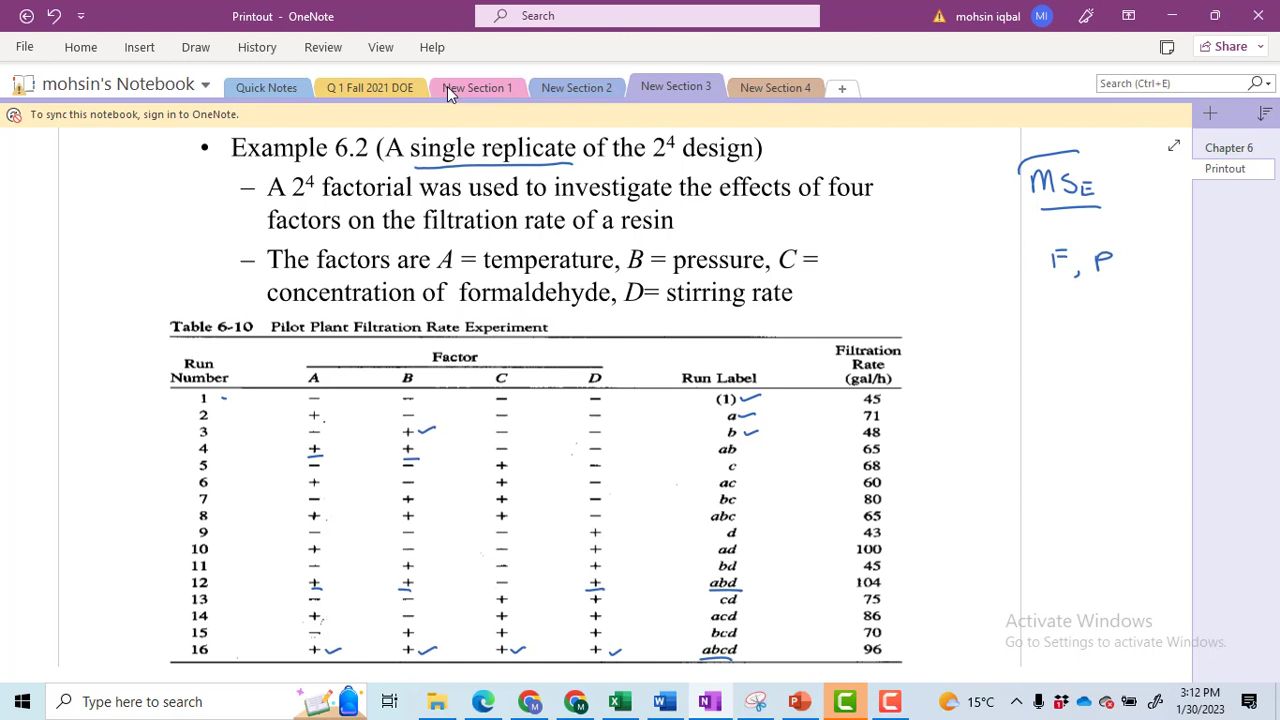 Printout - OneNote
Search
mohsin iqbal
MI
File Home Insert Draw History Review View Help
Share
mohsin's Notebook
Quick Notes
Q 1 Fall 2021 DOE
New Section 1
New Section 2
New Section 3
New Section 4
Search (Ctrl+E)
To sync this notebook, sign in to OneNote.
Chapter 6
Printout
• Example 6.2 (A single replicate of the 2⁴ design)
– A 2⁴ factorial was used to investigate the effects of four
factors on the filtration rate of a resin
– The factors are A = temperature, B = pressure, C =
concentration of formaldehyde, D= stirring rate
MSE
F, P
Table 6-10 Pilot Plant Filtration Rate Experiment
Run Number Factor A B C D Run Label Filtration Rate (gal/h)
1 − − − − (1) 45
2 + − − − a 71
3 − + − − b 48
4 + + − − ab 65
5 − − + − c 68
6 + − + − ac 60
7 − + + − bc 80
8 + + + − abc 65
9 − − − + d 43
10 + − − + ad 100
11 − + − + bd 45
12 + + − + abd 104
13 − − + + cd 75
14 + − + + acd 86
15 − + + + bcd 70
16 + + + + abcd 96
Activate Windows
Go to Settings to activate Windows.
Type here to search
15°C
3:12 PM
1/30/2023